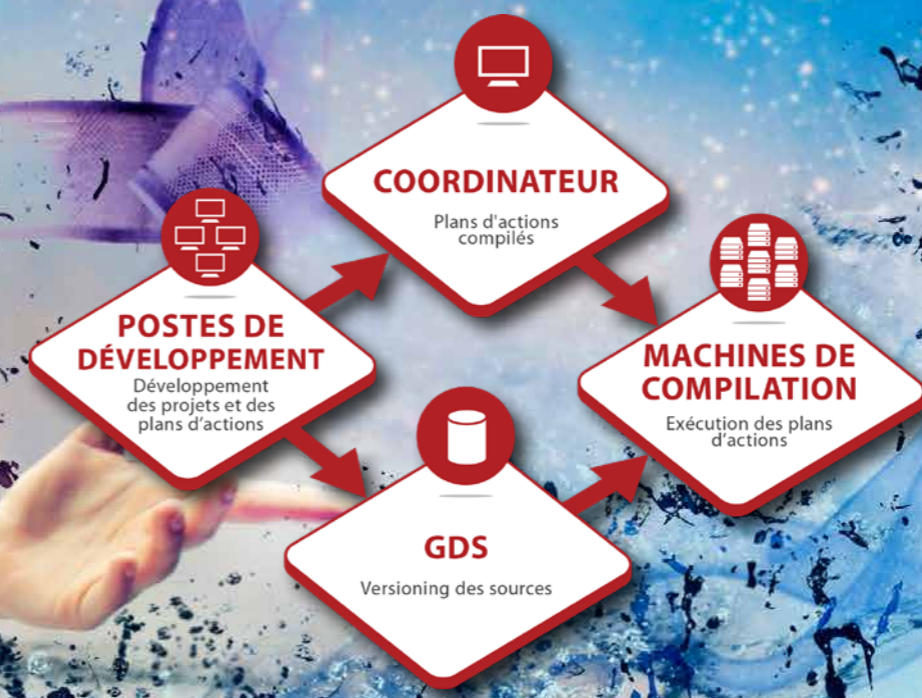 COORDINATEUR
Plans d'actions
compilés
POSTES DE
DÉVELOPPEMENT
Développement
des projets et des
plans d'actions
MACHINES DE
COMPILATION
Exécution des plans
d'actions
GDS
Versioning des sources